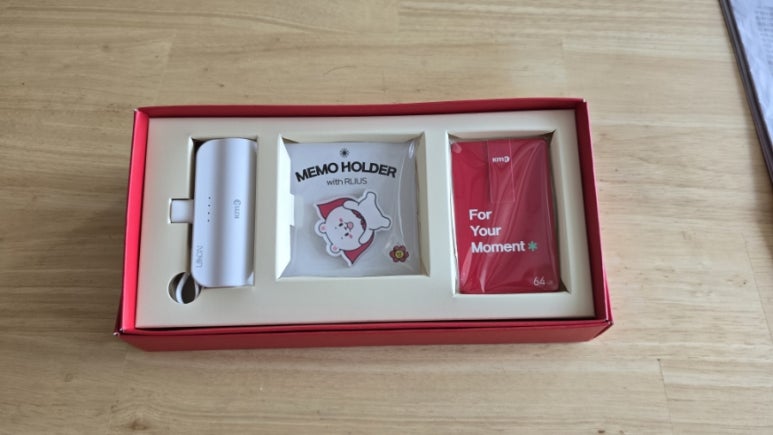 MEMO HOLDER
with RUUS
For
Your
Moment*
64